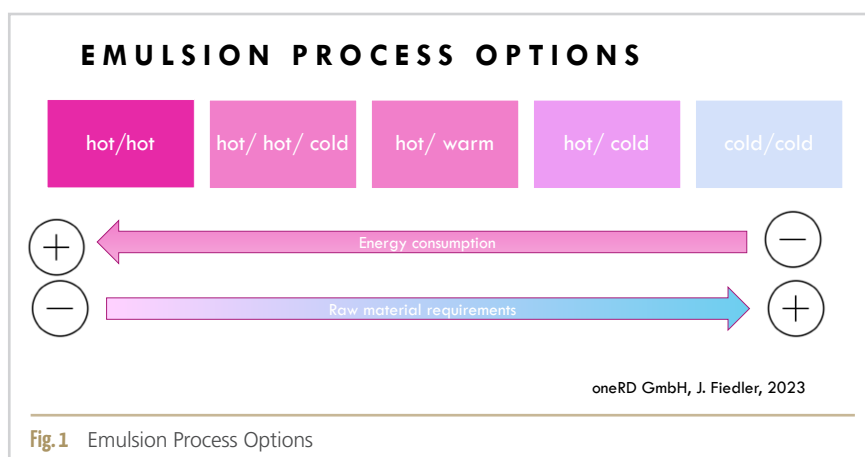 EMULSION PROCESS OPTIONS
hot/hot
hot/ hot/ cold
hot/ warm
hot/ cold
cold/cold
+
Energy consumption
−
−
Raw material requirements
+
oneRD GmbH, J. Fiedler, 2023
Fig. 1 Emulsion Process Options